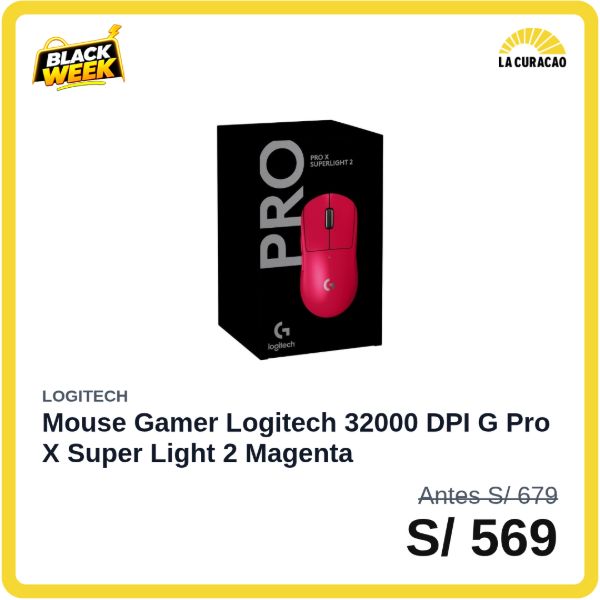 BLACK
WEEK
LA CURACAO
PRO
PRO X
SUPERLIGHT 2
G
logitech
LOGITECH
Mouse Gamer Logitech 32000 DPI G Pro
X Super Light 2 Magenta
Antes S/ 679
S/ 569